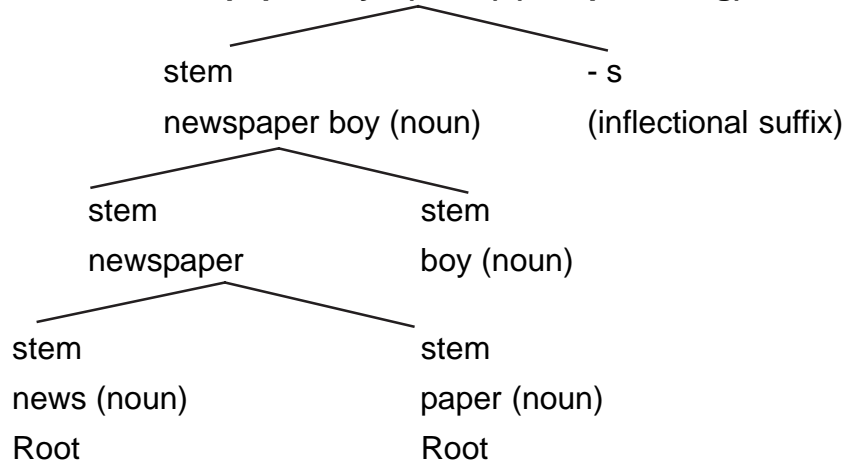 stem - s
newspaper boy (noun) (inflectional suffix)
stem stem
newspaper boy (noun)
stem stem
news (noun) paper (noun)
Root Root